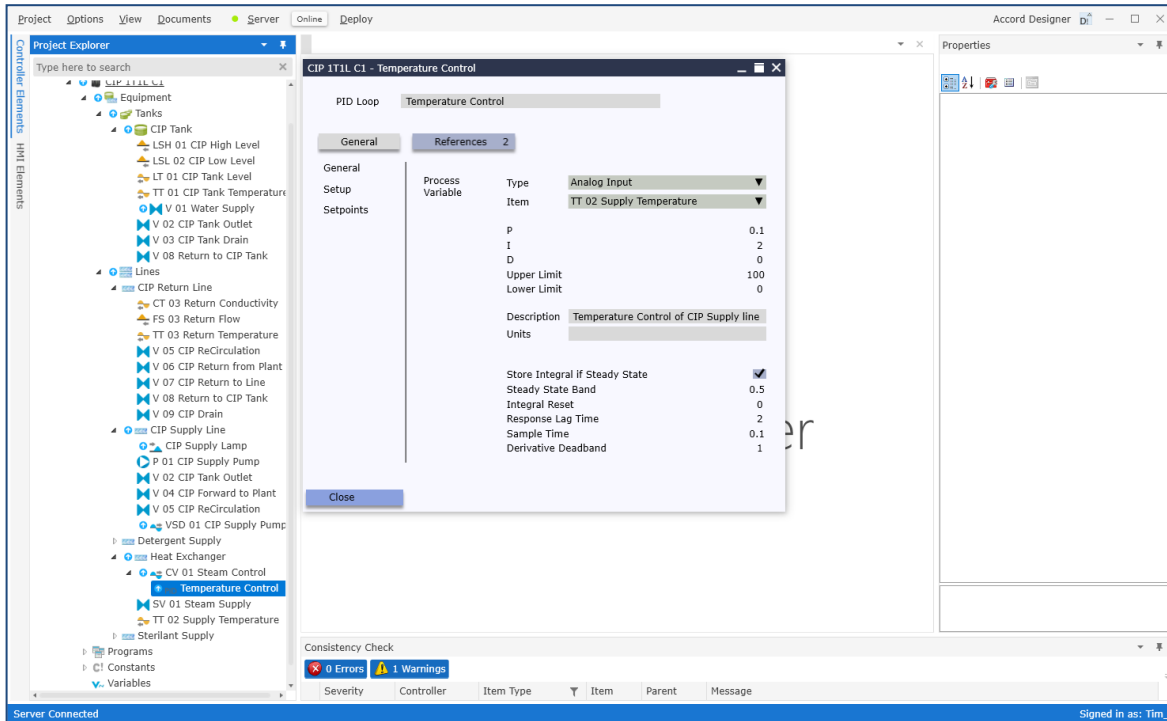 Project Options View Documents Server Online Deploy Accord Designer
Project Explorer
Type here to search
CIP 1T1L C1
Equipment
Tanks
CIP Tank
LSH 01 CIP High Level
LSL 02 CIP Low Level
LT 01 CIP Tank Level
TT 01 CIP Tank Temperature
V 01 Water Supply
V 02 CIP Tank Outlet
V 03 CIP Tank Drain
V 08 Return to CIP Tank
Lines
CIP Return Line
CT 03 Return Conductivity
FS 03 Return Flow
TT 03 Return Temperature
V 05 CIP ReCirculation
V 06 CIP Return from Plant
V 07 CIP Return to Line
V 08 Return to CIP Tank
V 09 CIP Drain
CIP Supply Line
CIP Supply Lamp
P 01 CIP Supply Pump
V 02 CIP Tank Outlet
V 04 CIP Forward to Plant
V 05 CIP ReCirculation
VSD 01 CIP Supply Pump
Detergent Supply
Heat Exchanger
CV 01 Steam Control
Temperature Control
SV 01 Steam Supply
TT 02 Supply Temperature
Sterilant Supply
Programs
C! Constants
Variables
Controller Elements
HMI Elements
CIP 1T1L C1 - Temperature Control
PID Loop Temperature Control
General References 2
General
Setup
Setpoints
Process Variable
Type Analog Input
Item TT 02 Supply Temperature
P 0.1
I 2
D 0
Upper Limit 100
Lower Limit 0
Description Temperature Control of CIP Supply line
Units
Store Integral if Steady State
Steady State Band 0.5
Integral Reset 0
Response Lag Time 2
Sample Time 0.1
Derivative Deadband 1
Close
er
Properties
Consistency Check
0 Errors 1 Warnings
Severity Controller Item Type Item Parent Message
Server Connected Signed in as: Tim_